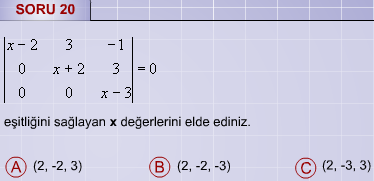 SORU 20
|x − 2 3 −1|
|0 x + 2 3| = 0
|0 0 x − 3|
eşitliğini sağlayan x değerlerini elde ediniz.
A (2, -2, 3) B (2, -2, -3) C (2, -3, 3)